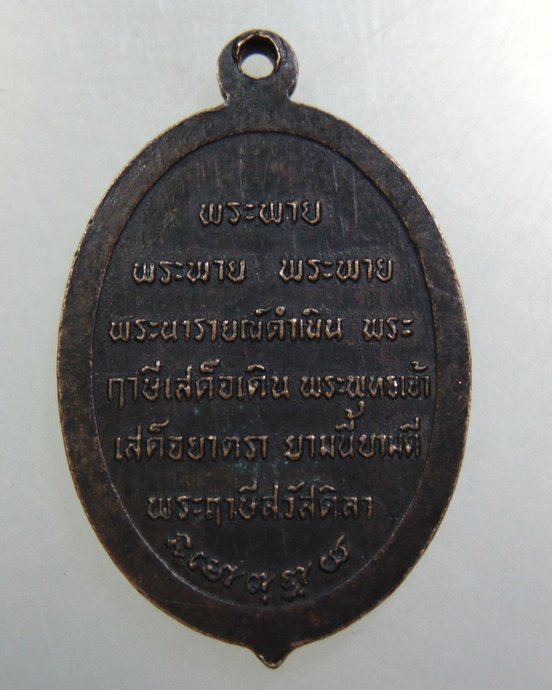 พระพาย
พระพาย พระพาย
พระนารายณ์ดำเนิน พระ
ฤาษีเสด็จเดิน พระพุทธเจ้า
เสด็จยาตรา ยามนี้ยามดี
พระฤาษีสวัสดิลา